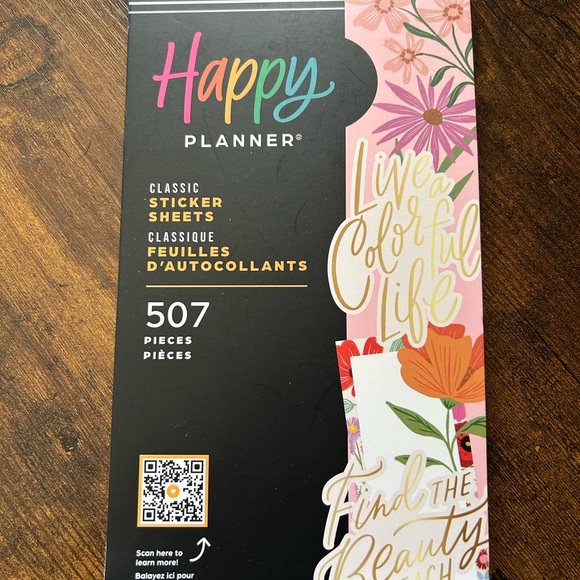 Happy
PLANNER®
CLASSIC
STICKER
SHEETS
CLASSIQUE
FEUILLES
D'AUTOCOLLANTS
507
PIECES
PIÈCES
Scan here to
learn more!
Balayez ici pour
Live a
Colorful
Life
Find THE
Beauty